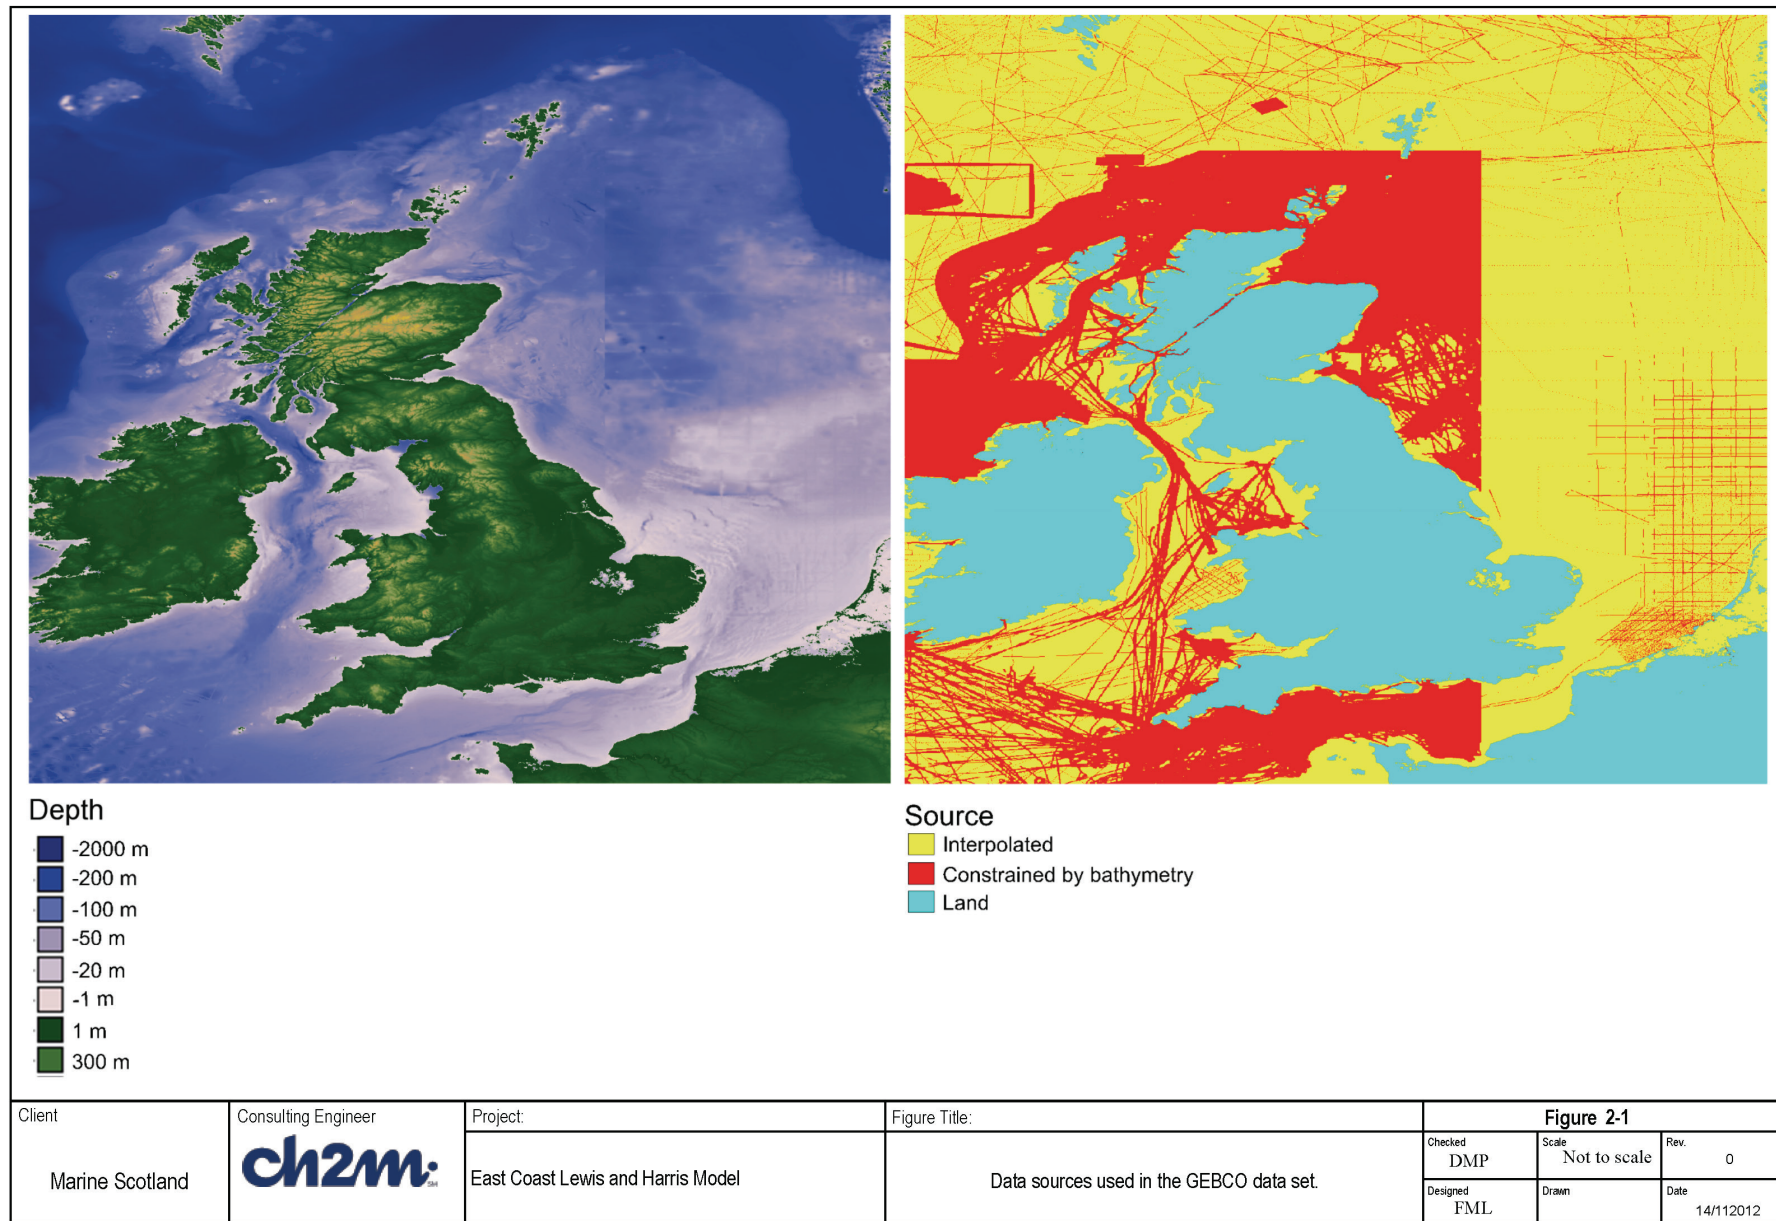 Depth
-2000 m
-200 m
-100 m
-50 m
-20 m
-1 m
1 m
300 m
Source
Interpolated
Constrained by bathymetry
Land
Client
Marine Scotland
Consulting Engineer
ch2m:
SM
Project:
East Coast Lewis and Harris Model
Figure Title:
Data sources used in the GEBCO data set.
Figure 2-1
Checked
DMP
Scale
Not to scale
Rev.
0
Designed
FML
Drawn
Date
14/112012